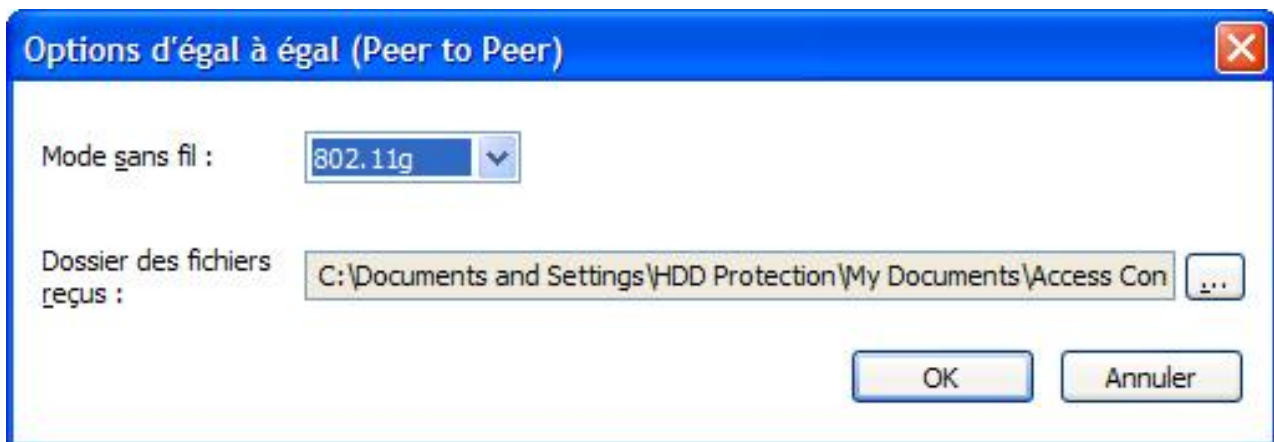 Options d'égal à égal (Peer to Peer)
Mode sans fil :
802.11g
Dossier des fichiers
reçus :
C:\Documents and Settings\HDD Protection\My Documents\Access Con
...
OK
Annuler